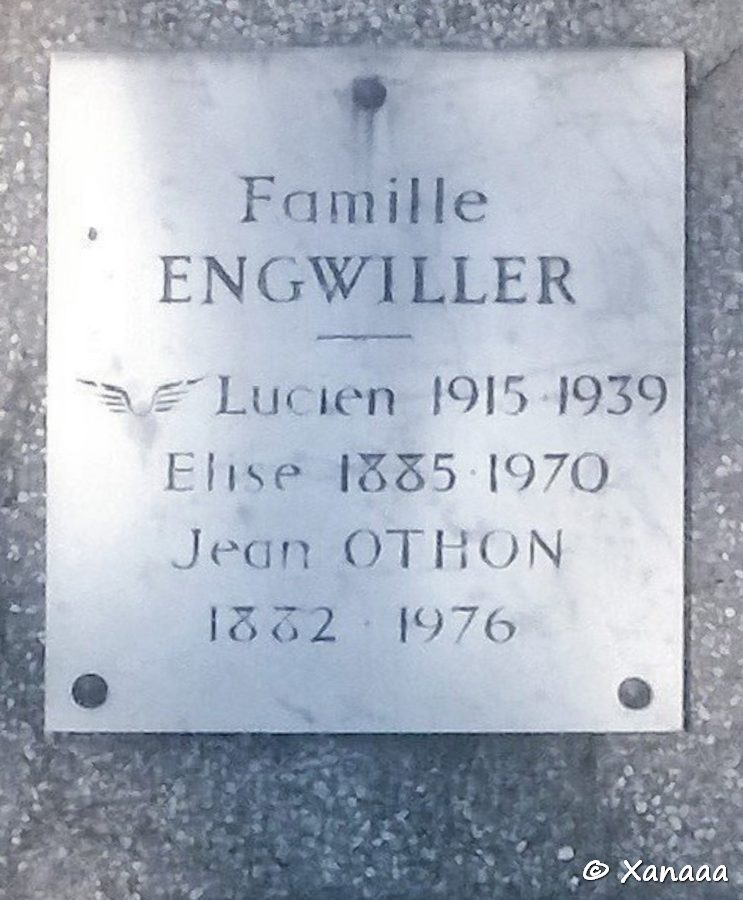 Famille
ENGWILLER
Lucien 1915·1939
Elise 1885·1970
Jean OTHON
1882 · 1976
© Xanaaa